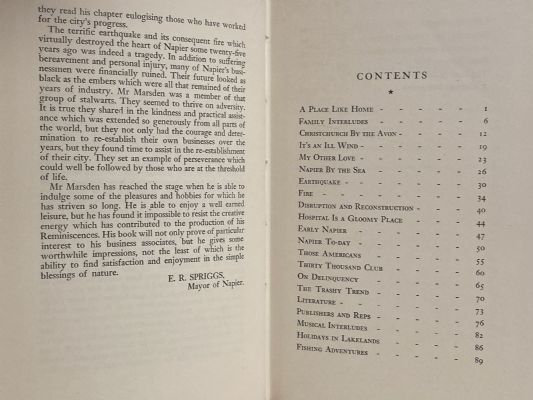 they read his chapter eulogising those who have worked
for the city's progress.
The terrific earthquake and its consequent fire which
virtually destroyed the heart of Napier some twenty-five
years ago was indeed a tragedy. In addition to suffering
bereavement and personal injury, many of Napier's busi-
nessmen were financially ruined. Their future looked as
black as the embers which were all that remained of their
years of industry. Mr Marsden was a member of that
group of stalwarts. They seemed to thrive on adversity.
It is true they shared in the kindness and practical assist-
ance which was extended so generously from all parts of
the world, but they not only had the courage and deter-
mination to re-establish their own businesses over the
years, but they found time to assist in the re-establishment
of their city. They set an example of perseverance which
could well be followed by those who are at the threshold
of life.
Mr Marsden has reached the stage when he is able to
indulge some of the pleasures and hobbies for which he
has striven so long. He is able to enjoy a well earned
leisure, but he has found it impossible to resist the creative
energy which has contributed to the production of his
Reminiscences. His book will not only prove of particular
interest to his business associates, but he gives some
worthwhile impressions, not the least of which is the
ability to find satisfaction and enjoyment in the simple
blessings of nature.
E. R. SPRIGGS,
Mayor of Napier.
CONTENTS
★
A PLACE LIKE HOME - - - - - 1
FAMILY INTERLUDES - - - - - 6
CHRISTCHURCH BY THE AVON - - - - 12
IT'S AN ILL WIND - - - - - 19
MY OTHER LOVE - - - - - 23
NAPIER BY THE SEA - - - - - 26
EARTHQUAKE - - - - - - 30
FIRE - - - - - - - 34
DISRUPTION AND RECONSTRUCTION - - - 40
HOSPITAL IS A GLOOMY PLACE - - - - 44
EARLY NAPIER - - - - - 47
NAPIER TO-DAY - - - - - 50
THOSE AMERICANS - - - - - 55
THIRTY THOUSAND CLUB - - - - 60
ON DELINQUENCY - - - - - 65
THE TRASHY TREND - - - - - 70
LITERATURE - - - - - - 73
PUBLISHERS AND REPS - - - - 76
MUSICAL INTERLUDES - - - - 82
HOLIDAYS IN LAKELANDS - - - - 86
FISHING ADVENTURES - - - - 89